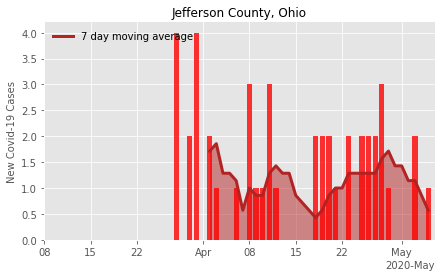 Jefferson County, Ohio
7 day moving average
New Covid-19 Cases
4.0
3.5
3.0
2.5
2.0
1.5
1.0
0.5
0.0
08 15 22 Apr 08 15 22 May
2020-May